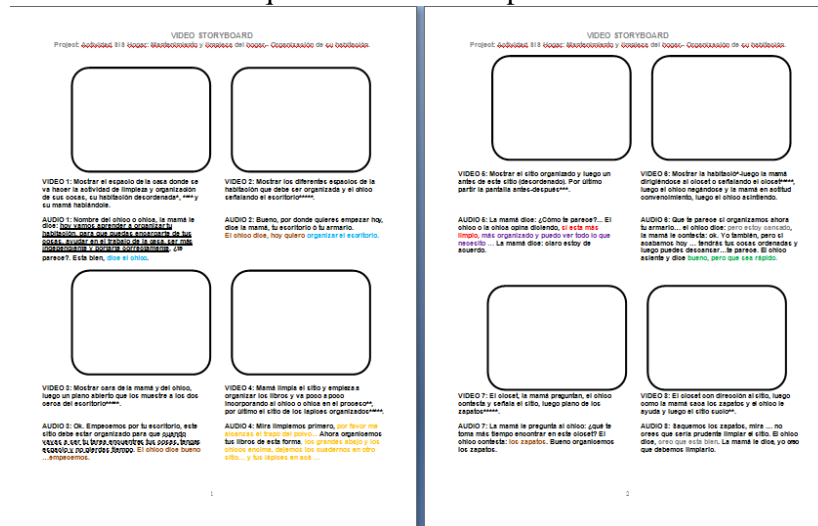 VIDEO STORYBOARD
Project: Actividad SIS Hogar: Mantenimiento y limpieza del hogar.- Organización de su habitación.
VIDEO 1: Mostrar el espacio de la casa donde se
va hacer la actividad de limpieza y organización
de sus cosas, su habitación desordenada*, **** y
su mamá hablándole.
AUDIO 1: Nombre del chico o chica, la mamá le
dice: hoy vamos aprender a organizar tu
habitación, para que puedas encargarte de tus
cosas, ayudar en el trabajo de la casa, ser más
independiente y portarte correctamente. ¿te
parece?. Esta bien, dice el chico.
VIDEO 2: Mostrar los diferentes espacios de la
habitación que debe ser organizada y el chico
señalando el escritorio*****.
AUDIO 2: Bueno, por donde quieres empezar hoy,
dice la mamá, tu escritorio ó tu armario.
El chico dice, hoy quiero organizar el escritorio.
VIDEO 3: Mostrar cara de la mamá y del chico,
luego un plano abierto que los muestre a los dos
cerca del escritorio*****.
AUDIO 3: Ok. Empecemos por tu escritorio, este
sitio debe estar organizado para que cuando
vayas a ser tu tarea encuentres tus cosas, tengas
espacio y no pierdas tiempo. El chico dice bueno
...empecemos.
VIDEO 4: Mamá limpia el sitio y empieza a
organizar los libros y va poco a poco
incorporando al chico o chica en el proceso**,
por último el sitio de los lápices organizados*****.
AUDIO 4: Mira limpiemos primero, por favor me
alcanzas el trapo del polvo... Ahora organicemos
tus libros de esta forma, los grandes abajo y los
chicos encima, dejemos los cuadernos en otro
sitio... y tus lápices en acá ...
1
VIDEO STORYBOARD
Project: Actividad SIS Hogar: Mantenimiento y limpieza del hogar.- Organización de su habitación.
VIDEO 5: Mostrar el sitio organizado y luego un
antes de este sitio (desordenado). Por último
partir la pantalla antes-después***.
AUDIO 5: La mamá dice: ¿Cómo te parece?... El
chico o la chica opina diciendo, si esta más
limpio, más organizado y puedo ver todo lo que
necesito ... La mamá dice: claro estoy de
acuerdo.
VIDEO 6: Mostrar la habitació*-luego la mamá
dirigiéndose al closet o señalando el closet****,
luego el chico negándose y la mamá en actitud
convencimiento, luego el chico asintiendo.
AUDIO 6: Que te parece si organizamos ahora
tu armario... el chico dice: pero estoy cansado,
la mamá le contesta: ok. Yo también, pero si
acabamos hoy ... tendrás tus cosas ordenadas y
luego puedes descansar...te parece. El chico
asiente y dice bueno, pero que sea rápido.
VIDEO 7: El closet, la mamá preguntan, el chico
contesta y señala el sitio, luego plano de los
zapatos*****.
AUDIO 7: La mamá le pregunta al chico: ¿qué te
toma más tiempo encontrar en este closet? El
chico contesta: los zapatos. Bueno organicemos
los zapatos.
VIDEO 8: El closet con dirección al sitio, luego
como la mamá saca los zapatos y el chico le
ayuda y luego el sitio sucio**.
AUDIO 8: Saquemos los zapatos, mira ... no
crees que sería prudente limpiar el sitio. El chico
dice, creo que esta bien. La mamá le dice, yo creo
que debemos limpiarlo.
2